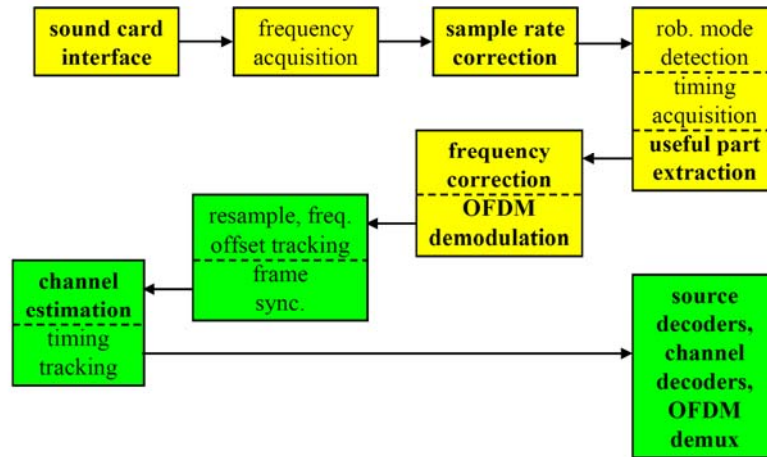 sound card
interface
frequency
acquisition
sample rate
correction
rob. mode
detection
timing
acquisition
useful part
extraction
frequency
correction
OFDM
demodulation
resample, freq.
offset tracking
frame
sync.
channel
estimation
timing
tracking
source
decoders,
channel
decoders,
OFDM
demux